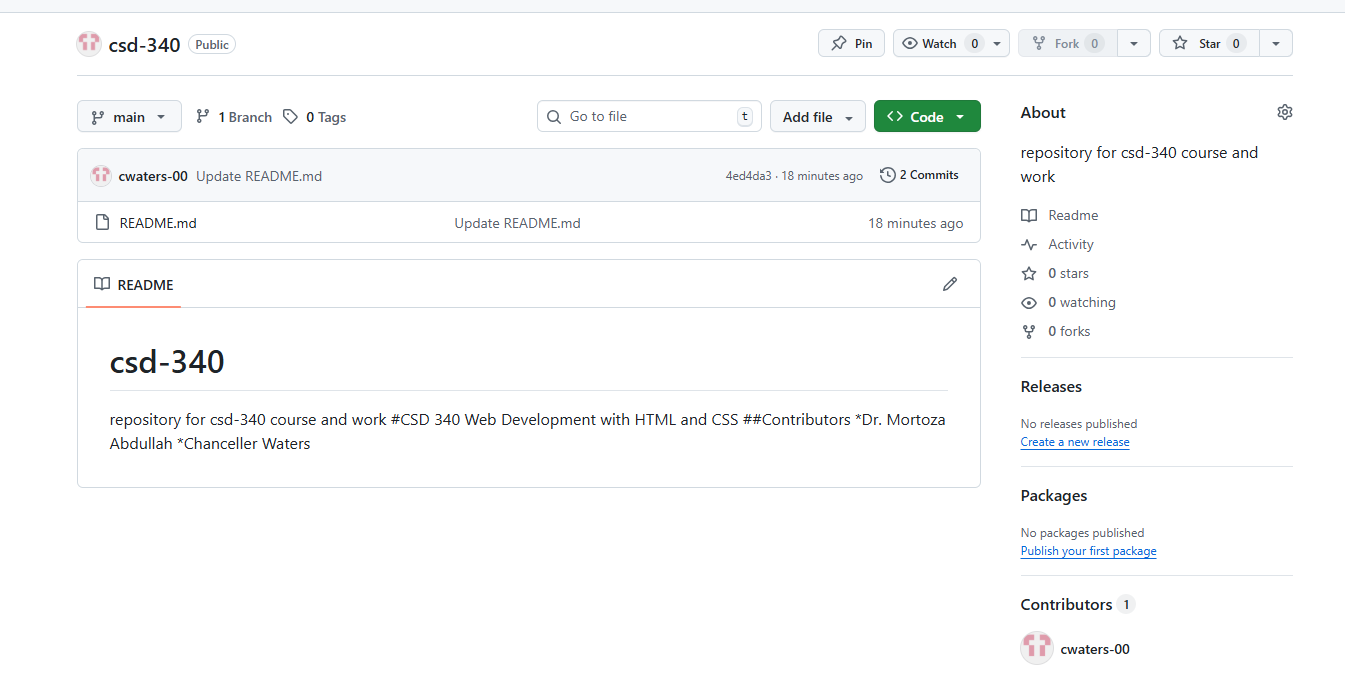 csd-340 Public
Pin Watch 0 Fork 0 Star 0
main 1 Branch 0 Tags Go to file t Add file Code
cwaters-00 Update README.md 4ed4da3 · 18 minutes ago 2 Commits
README.md Update README.md 18 minutes ago
README
csd-340
repository for csd-340 course and work #CSD 340 Web Development with HTML and CSS ##Contributors *Dr. Mortoza
Abdullah *Chanceller Waters
About
repository for csd-340 course and
work
Readme
Activity
0 stars
0 watching
0 forks
Releases
No releases published
Create a new release
Packages
No packages published
Publish your first package
Contributors 1
cwaters-00